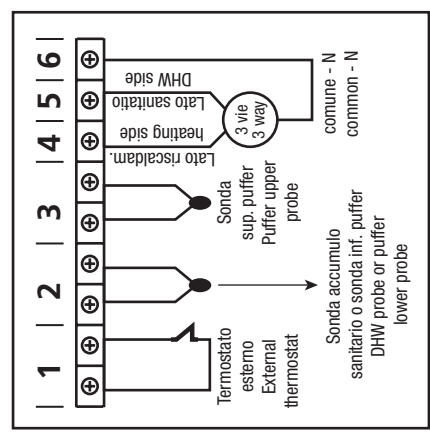 1 2 3 4 5 6
Termostato
esterno
External
thermostat
Sonda accumulo
sanitario o sonda inf. puffer
DHW probe or puffer
lower probe
Sonda
sup. puffer
Puffer upper
probe
Lato riscaldam.
heating side
Lato sanitatio
DHW side
3 vie
3 way
comune - N
common - N